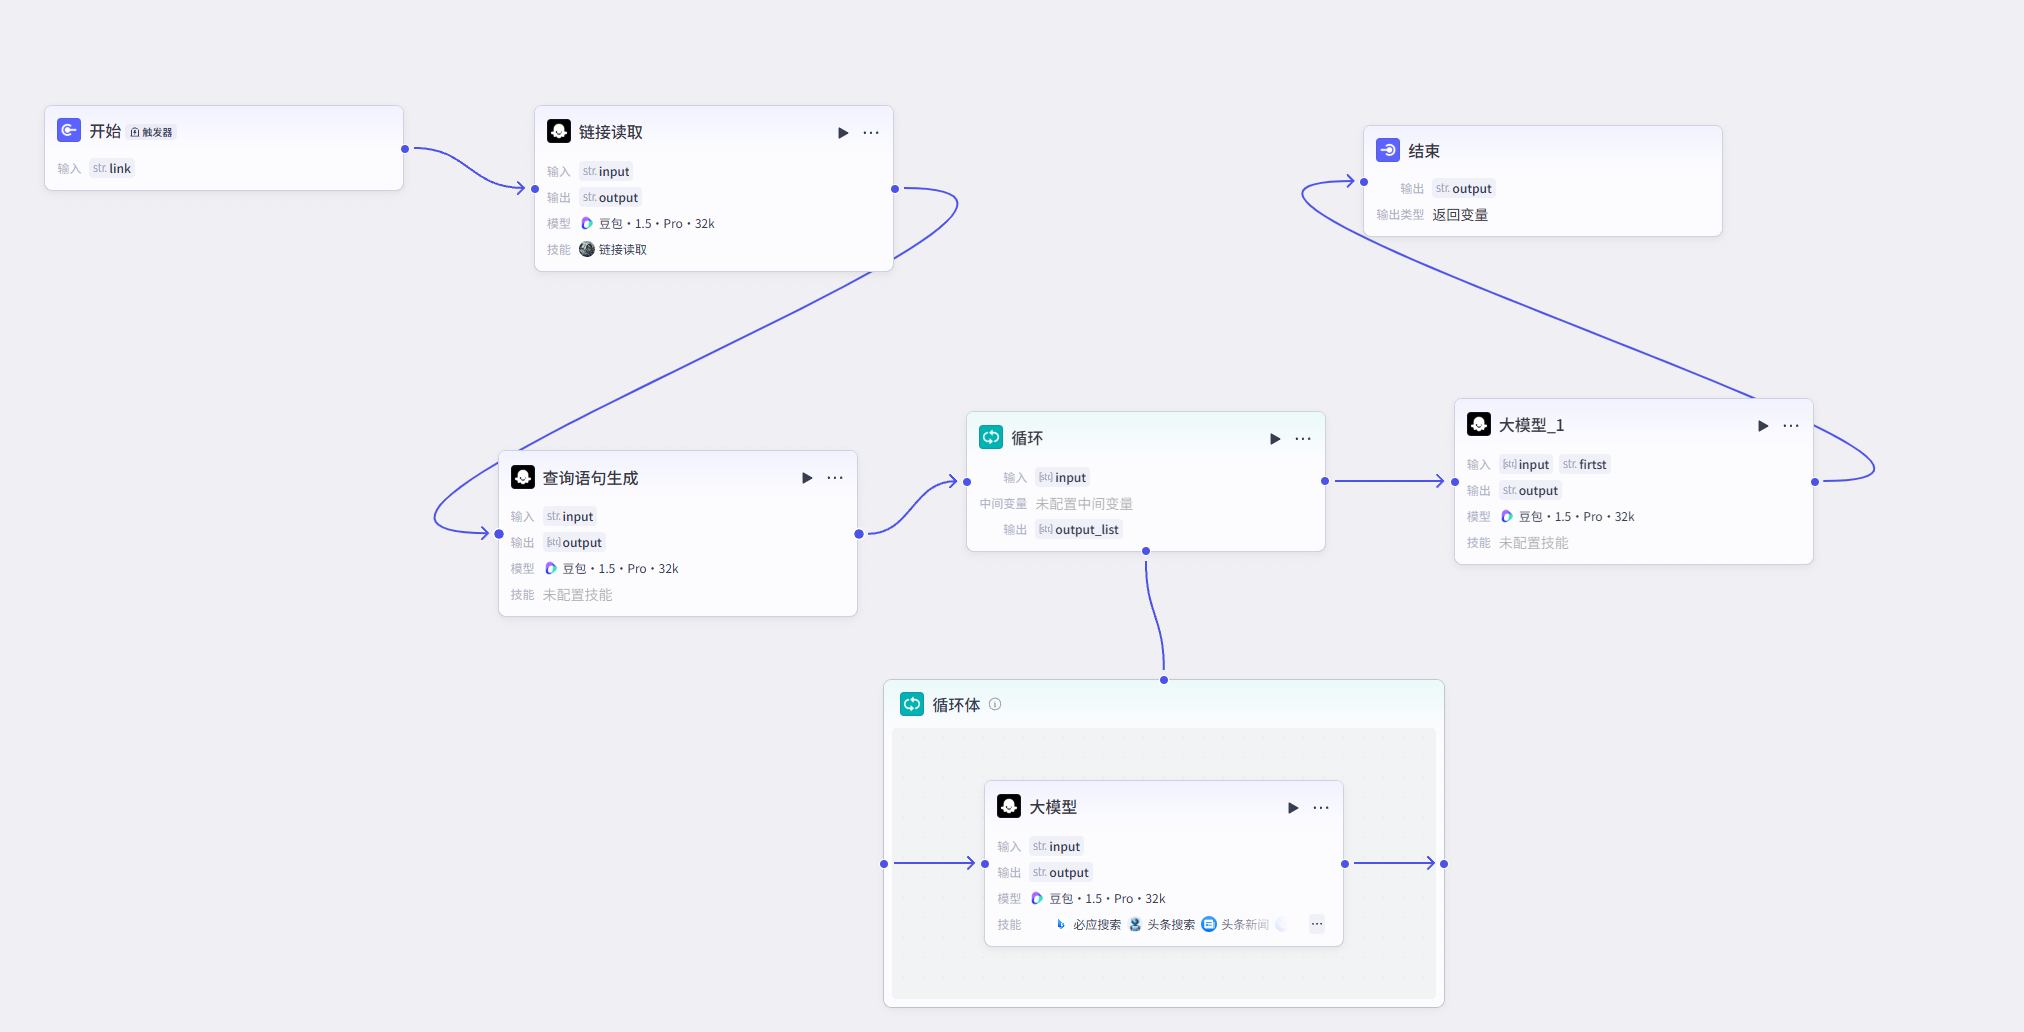 开始 触发器
输入 str. link
链接读取
输入 str. input
输出 str. output
模型 豆包·1.5·Pro·32k
技能 链接读取
结束
输出 str. output
输出类型 返回变量
查询语句生成
输入 str. input
输出 [str] output
模型 豆包·1.5·Pro·32k
技能 未配置技能
循环
输入 [str] input
中间变量 未配置中间变量
输出 [str] output_list
大模型_1
输入 [str] input str. firtst
输出 str. output
模型 豆包·1.5·Pro·32k
技能 未配置技能
循环体
大模型
输入 str. input
输出 str. output
模型 豆包·1.5·Pro·32k
技能 必应搜索 头条搜索 头条新闻 ...